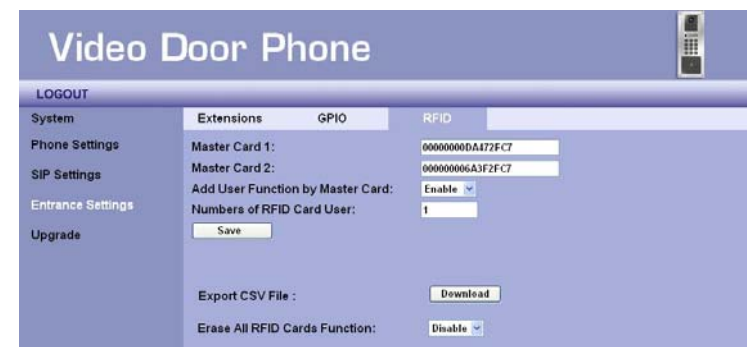 Video Door Phone
LOGOUT
System
Phone Settings
SIP Settings
Entrance Settings
Upgrade
Extensions GPIO RFID
Master Card 1: 00000000DA472FC7
Master Card 2: 000000006A3F2FC7
Add User Function by Master Card: Enable
Numbers of RFID Card User: 1
Save
Export CSV File : Download
Erase All RFID Cards Function: Disable